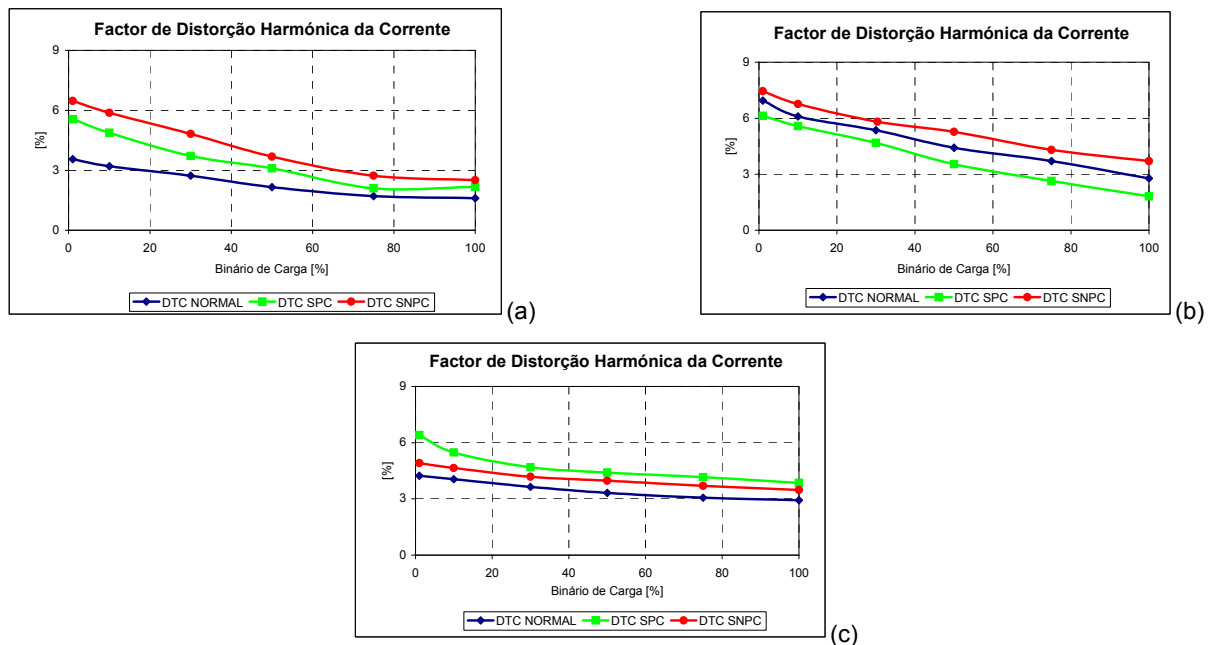 Factor de Distorção Harmónica da Corrente
9
6
3
0
[%]
0 20 40 60 80 100
Binário de Carga [%]
DTC NORMAL DTC SPC DTC SNPC
(a)
Factor de Distorção Harmónica da Corrente
9
6
3
0
[%]
0 20 40 60 80 100
Binário de Carga [%]
DTC NORMAL DTC SPC DTC SNPC
(b)
Factor de Distorção Harmónica da Corrente
9
6
3
0
[%]
0 20 40 60 80 100
Binário de Carga [%]
DTC NORMAL DTC SPC DTC SNPC
(c)